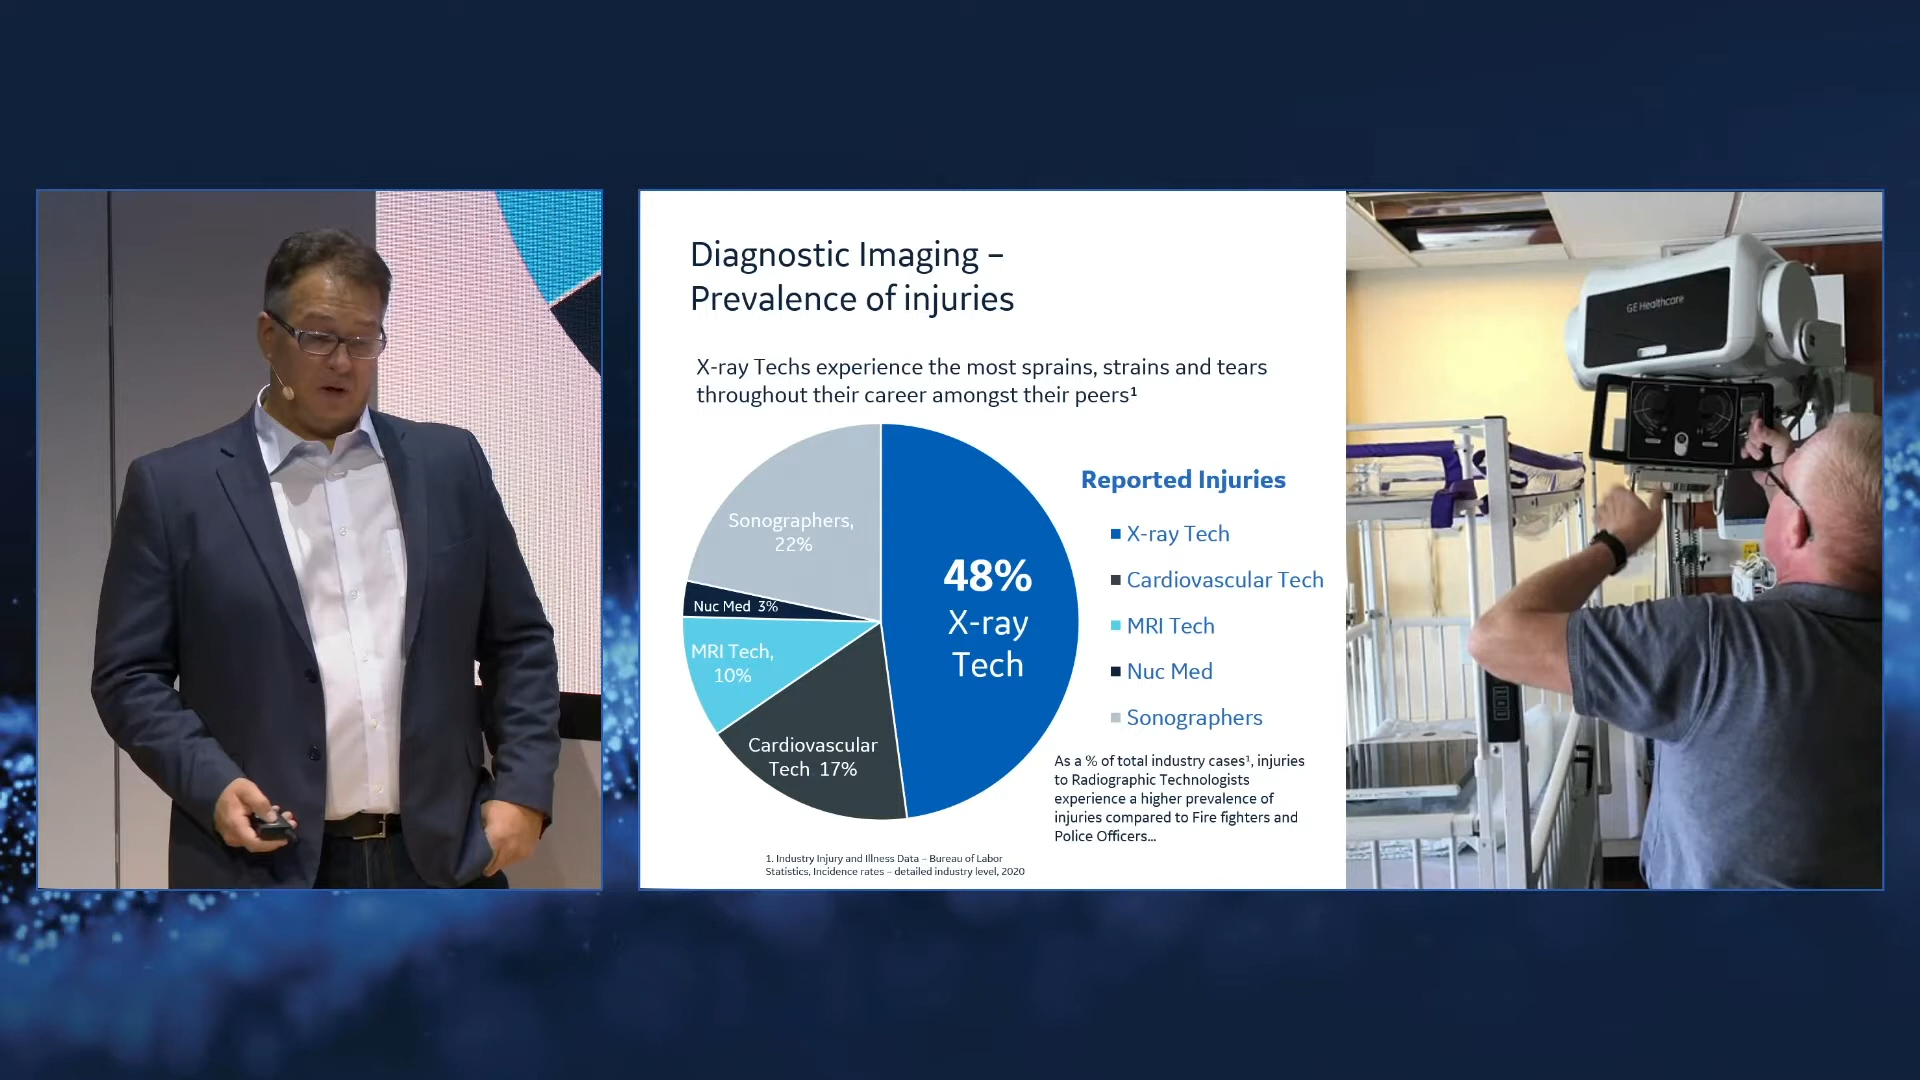 Diagnostic Imaging –
Prevalence of injuries
X-ray Techs experience the most sprains, strains and tears
throughout their career amongst their peers¹
Sonographers,
22%
Nuc Med 3%
MRI Tech,
10%
Cardiovascular
Tech 17%
48%
X-ray
Tech
Reported Injuries
X-ray Tech
Cardiovascular Tech
MRI Tech
Nuc Med
Sonographers
As a % of total industry cases¹, injuries
to Radiographic Technologists
experience a higher prevalence of
injuries compared to Fire fighters and
Police Officers...
1. Industry Injury and Illness Data – Bureau of Labor
Statistics, Incidence rates – detailed industry level, 2020
GE Healthcare